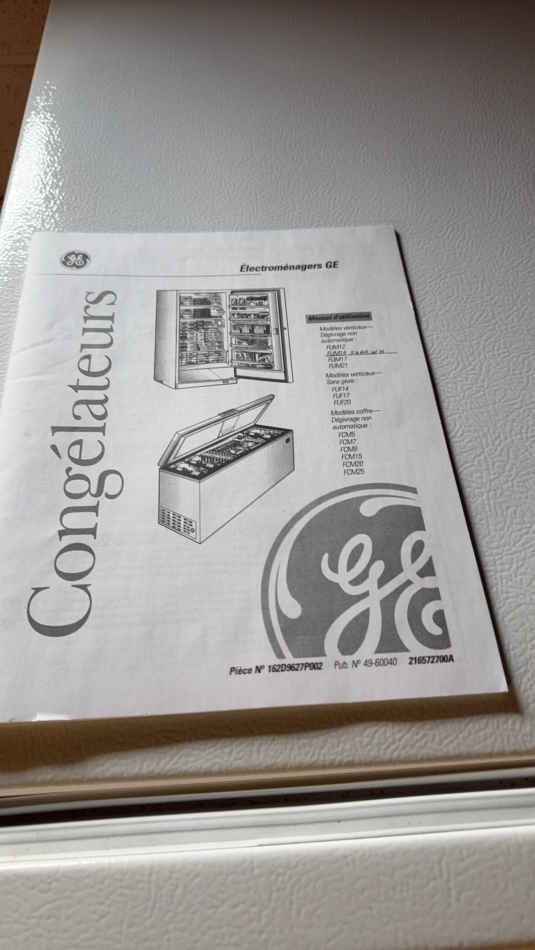 Électroménagers GE
Congélateurs
Manuel d'utilisation
Modèles verticaux—
Dégivrage non
automatique :
FUM12
FUM14
FUM17
FUM21
Modèles verticaux—
Sans givre :
FUF14
FUF17
FUF20
Modèles coffre—
Dégivrage non
automatique :
FCM5
FCM7
FCM9
FCM15
FCM20
FCM25
GE
Pièce Nº 162D9627P002 Pub. Nº 49-60040 216572700A